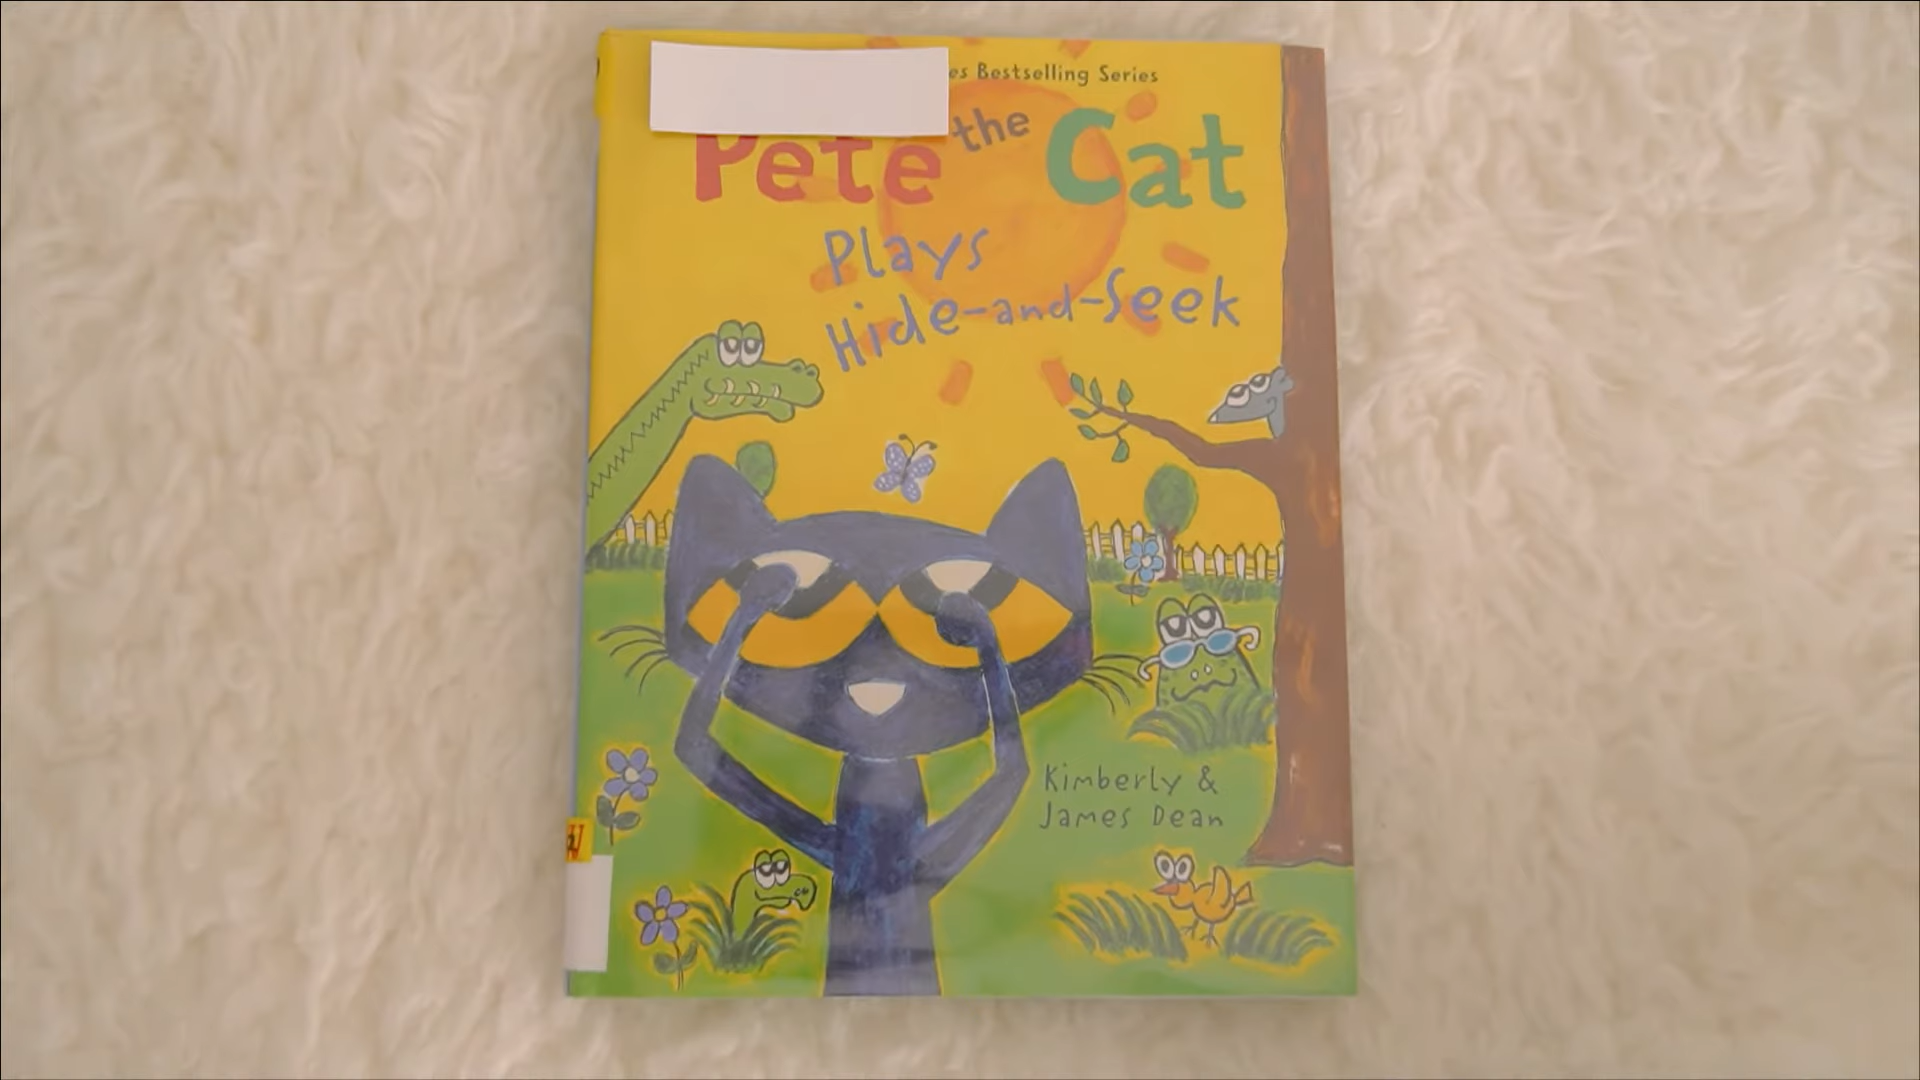 es Bestselling Series
Pete the Cat
Plays
Hide-and-Seek
Kimberly &
James Dean